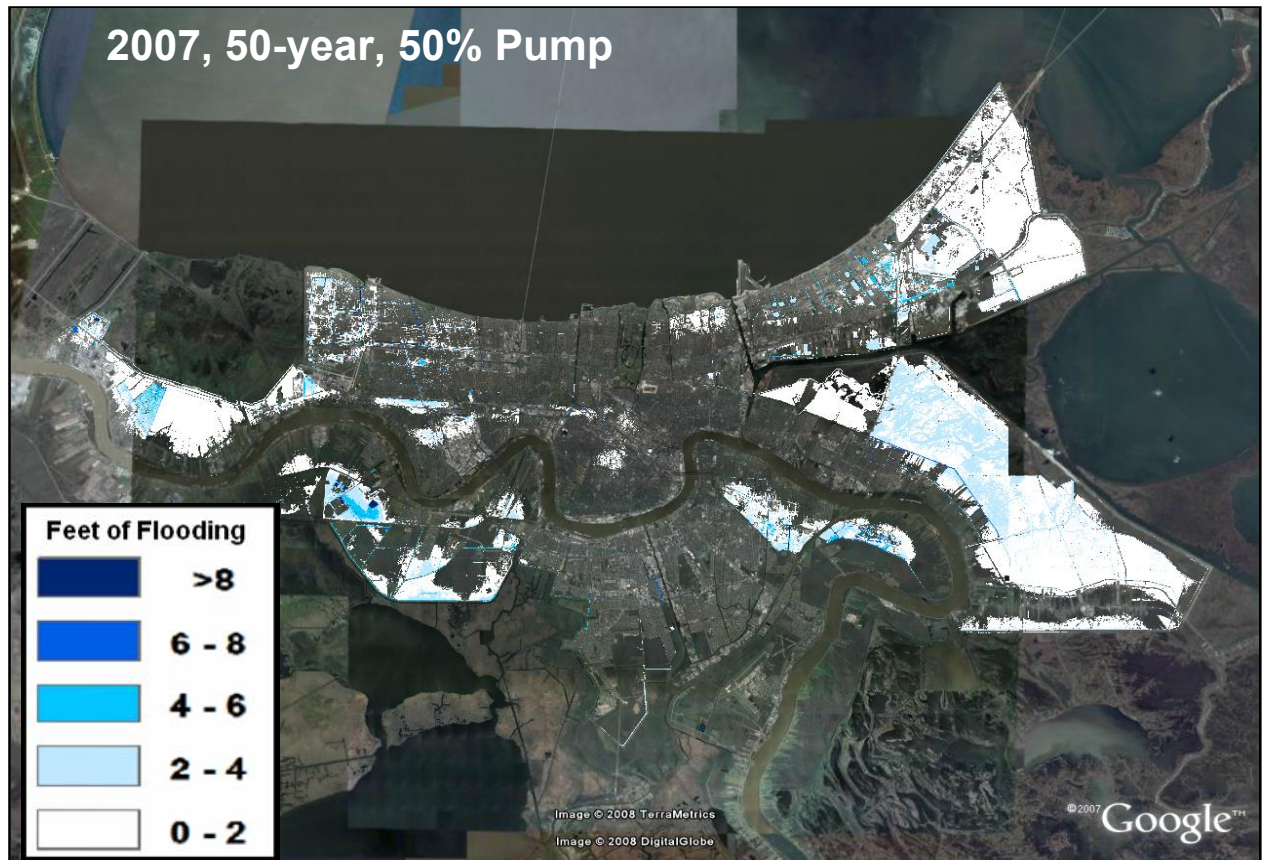 2007, 50-year, 50% Pump
Feet of Flooding
>8
6 - 8
4 - 6
2 - 4
0 - 2
Image © 2008 TerraMetrics
Image © 2008 DigitalGlobe
©2007 Google™